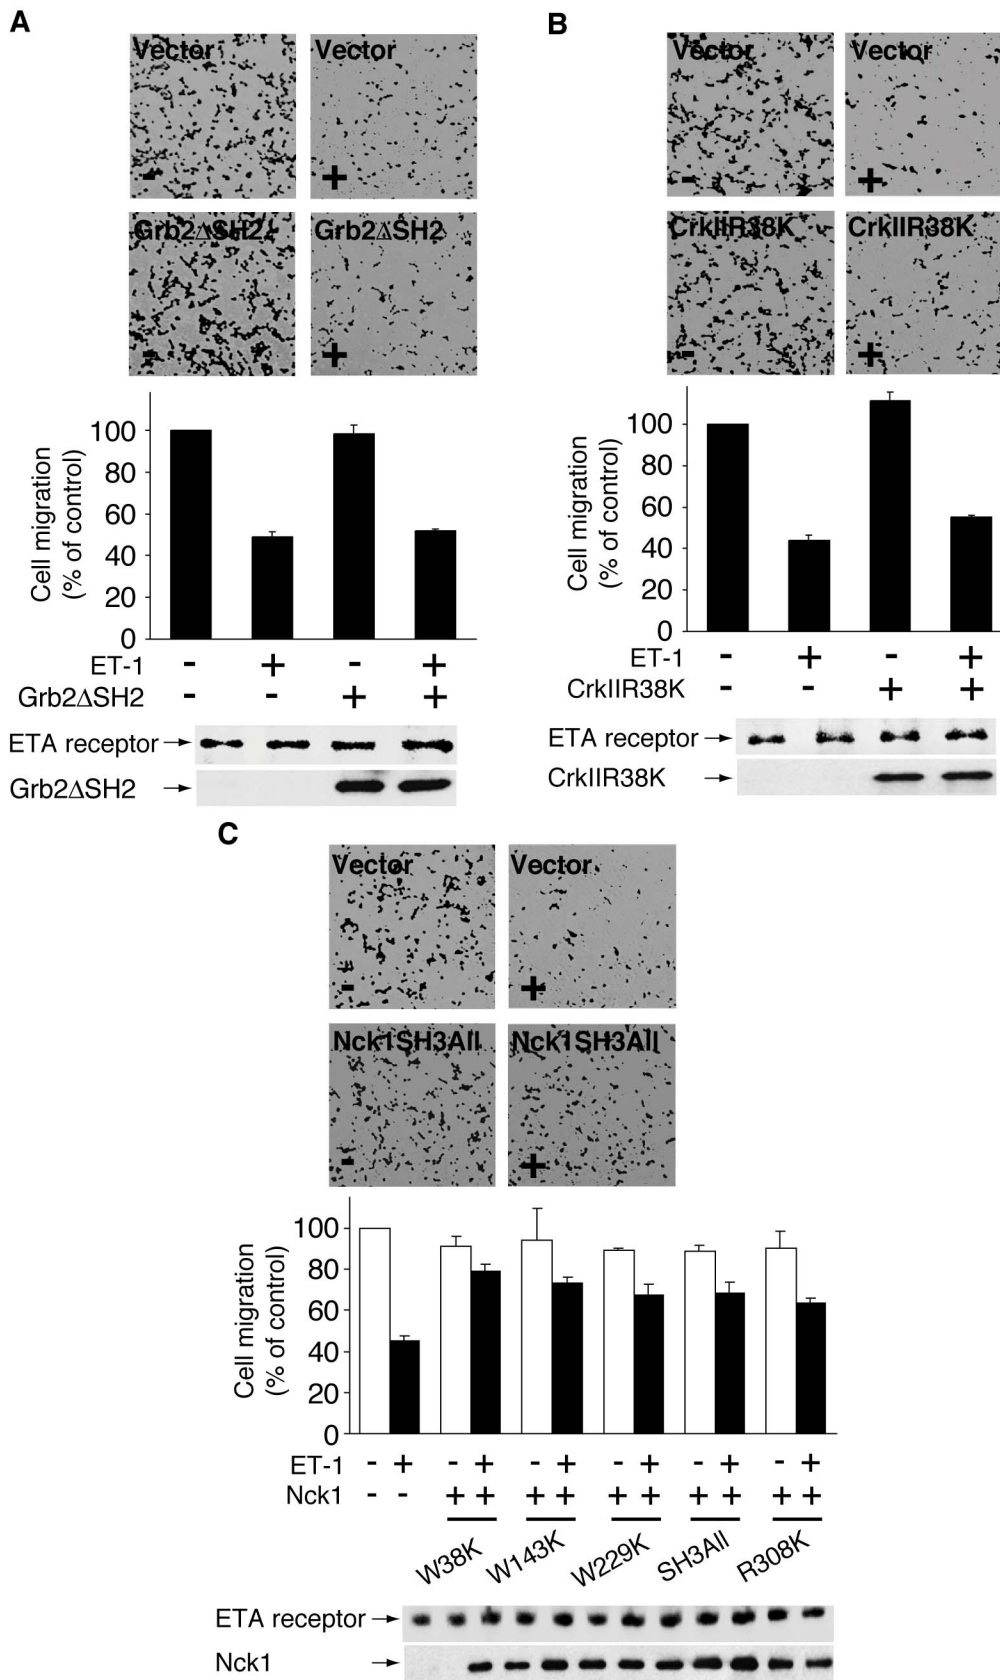 A
Vector
-
Vector
+
Grb2ΔSH2
-
Grb2ΔSH2
+
Cell migration
(% of control)
100
80
60
40
20
0
ET-1 - + - +
Grb2ΔSH2 - - + +
ETA receptor →
Grb2ΔSH2 →
B
Vector
-
Vector
+
CrkIIR38K
-
CrkIIR38K
+
Cell migration
(% of control)
100
80
60
40
20
0
ET-1 - + - +
CrkIIR38K - - + +
ETA receptor →
CrkIIR38K →
C
Vector
-
Vector
+
Nck1SH3All
-
Nck1SH3All
+
Cell migration
(% of control)
100
80
60
40
20
0
ET-1 - + - + - + - + - + - +
Nck1 - - + + + + + + + + + +
W38K
W143K
W229K
SH3All
R308K
ETA receptor →
Nck1 →